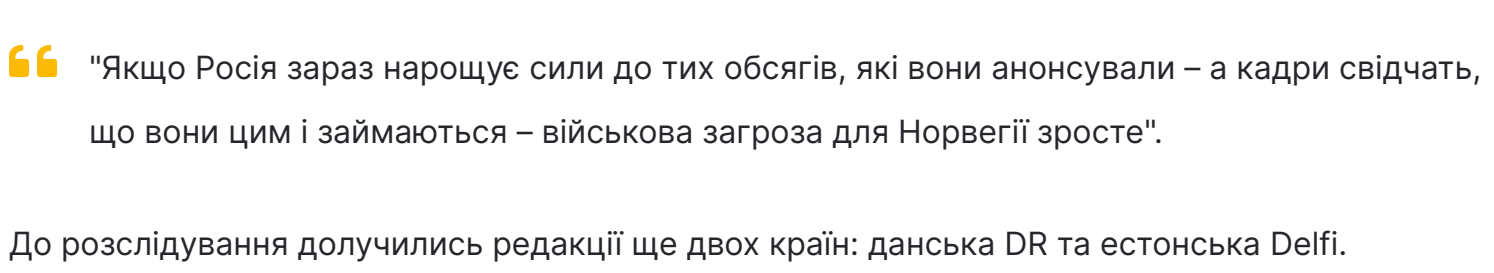 "Якщо Росія зараз нарощує сили до тих обсягів, які вони анонсували – а кадри свідчать,
що вони цим і займаються – військова загроза для Норвегії зросте".
До розслідування долучились редакції ще двох країн: данська DR та естонська Delfi.